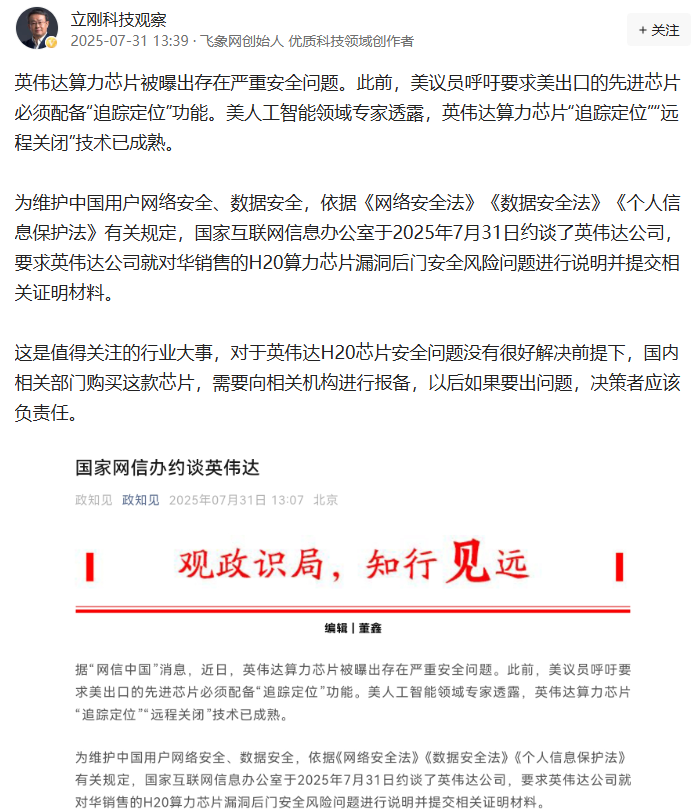 立刚科技观察
2025-07-31 13:39 · 飞象网创始人 优质科技领域创作者
+ 关注
英伟达算力芯片被曝出存在严重安全问题。此前，美议员呼吁要求美出口的先进芯片
必须配备“追踪定位”功能。美人工智能领域专家透露，英伟达算力芯片“追踪定位”“远
程关闭”技术已成熟。
为维护中国用户网络安全、数据安全，依据《网络安全法》《数据安全法》《个人信
息保护法》有关规定，国家互联网信息办公室于2025年7月31日约谈了英伟达公司，
要求英伟达公司就对华销售的H20算力芯片漏洞后门安全风险问题进行说明并提交相
关证明材料。
这是值得关注的行业大事，对于英伟达H20芯片安全问题没有很好解决前提下，国内
相关部门购买这款芯片，需要向相关机构进行报备，以后如果要出问题，决策者应该
负责任。
国家网信办约谈英伟达
政知见 政知见 2025年07月31日 13:07 北京
观政识局，知行见远
编辑 | 董鑫
据“网信中国”消息，近日，英伟达算力芯片被曝出存在严重安全问题。此前，美议员呼吁要
求美出口的先进芯片必须配备“追踪定位”功能。美人工智能领域专家透露，英伟达算力芯片
“追踪定位”“远程关闭”技术已成熟。
为维护中国用户网络安全、数据安全，依据《网络安全法》《数据安全法》《个人信息保护法》
有关规定，国家互联网信息办公室于2025年7月31日约谈了英伟达公司，要求英伟达公司就
对华销售的H20算力芯片漏洞后门安全风险问题进行说明并提交相关证明材料。